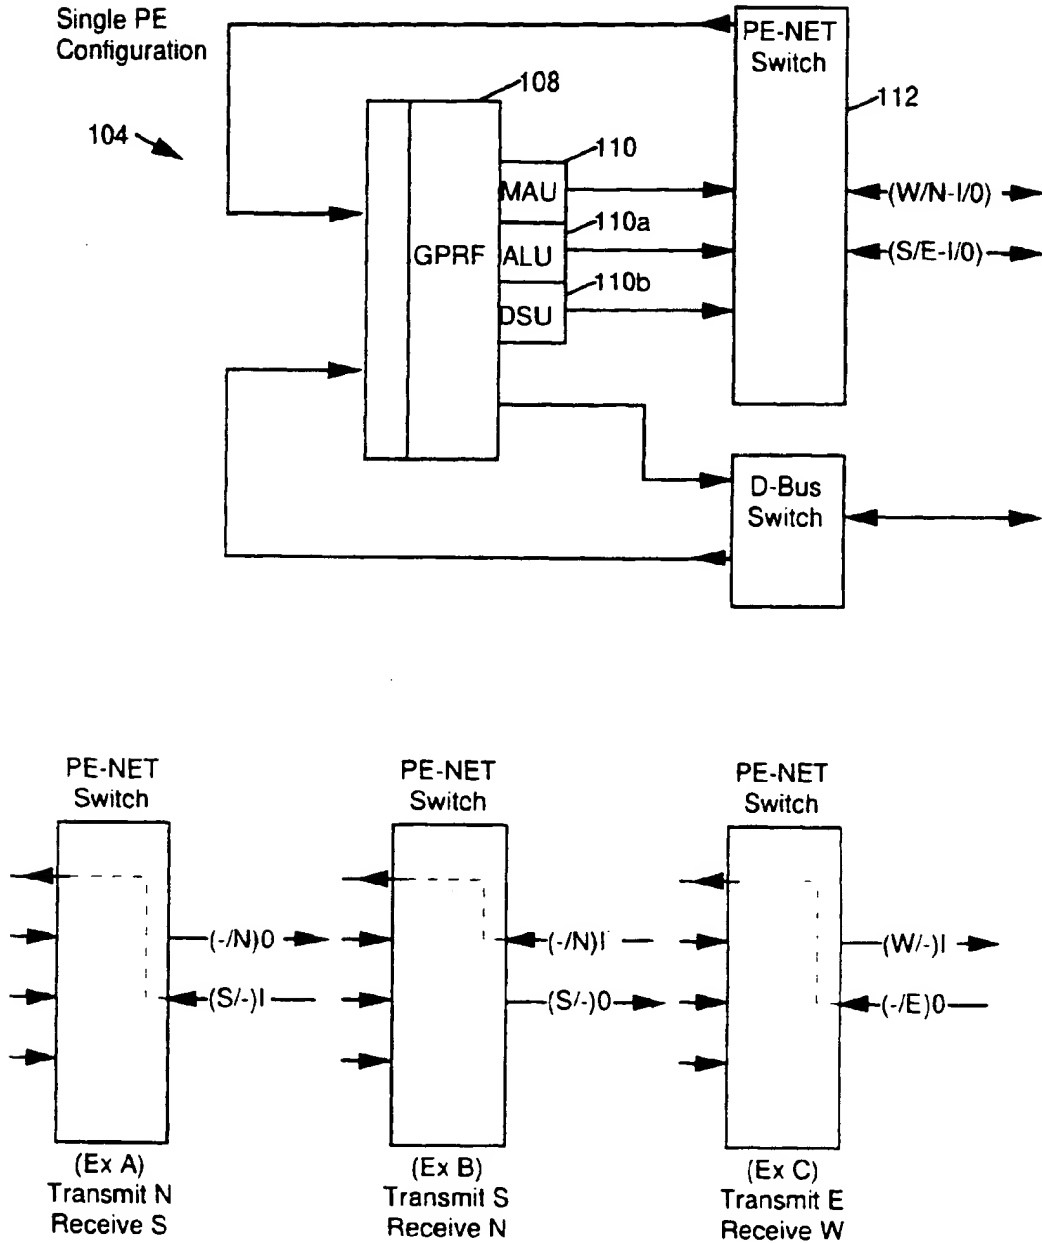 Single PE
Configuration
PE-NET
Switch
108
112
104
110
MAU
(W/N-I/0)
110a
GPRF
ALU
(S/E-I/0)
110b
DSU
D-Bus
Switch
PE-NET
Switch
PE-NET
Switch
PE-NET
Switch
(-/N)0
(-/N)I
(W/-)I
(S/-)I
(S/-)0
(-/E)0
(Ex A)
Transmit N
Receive S
(Ex B)
Transmit S
Receive N
(Ex C)
Transmit E
Receive W